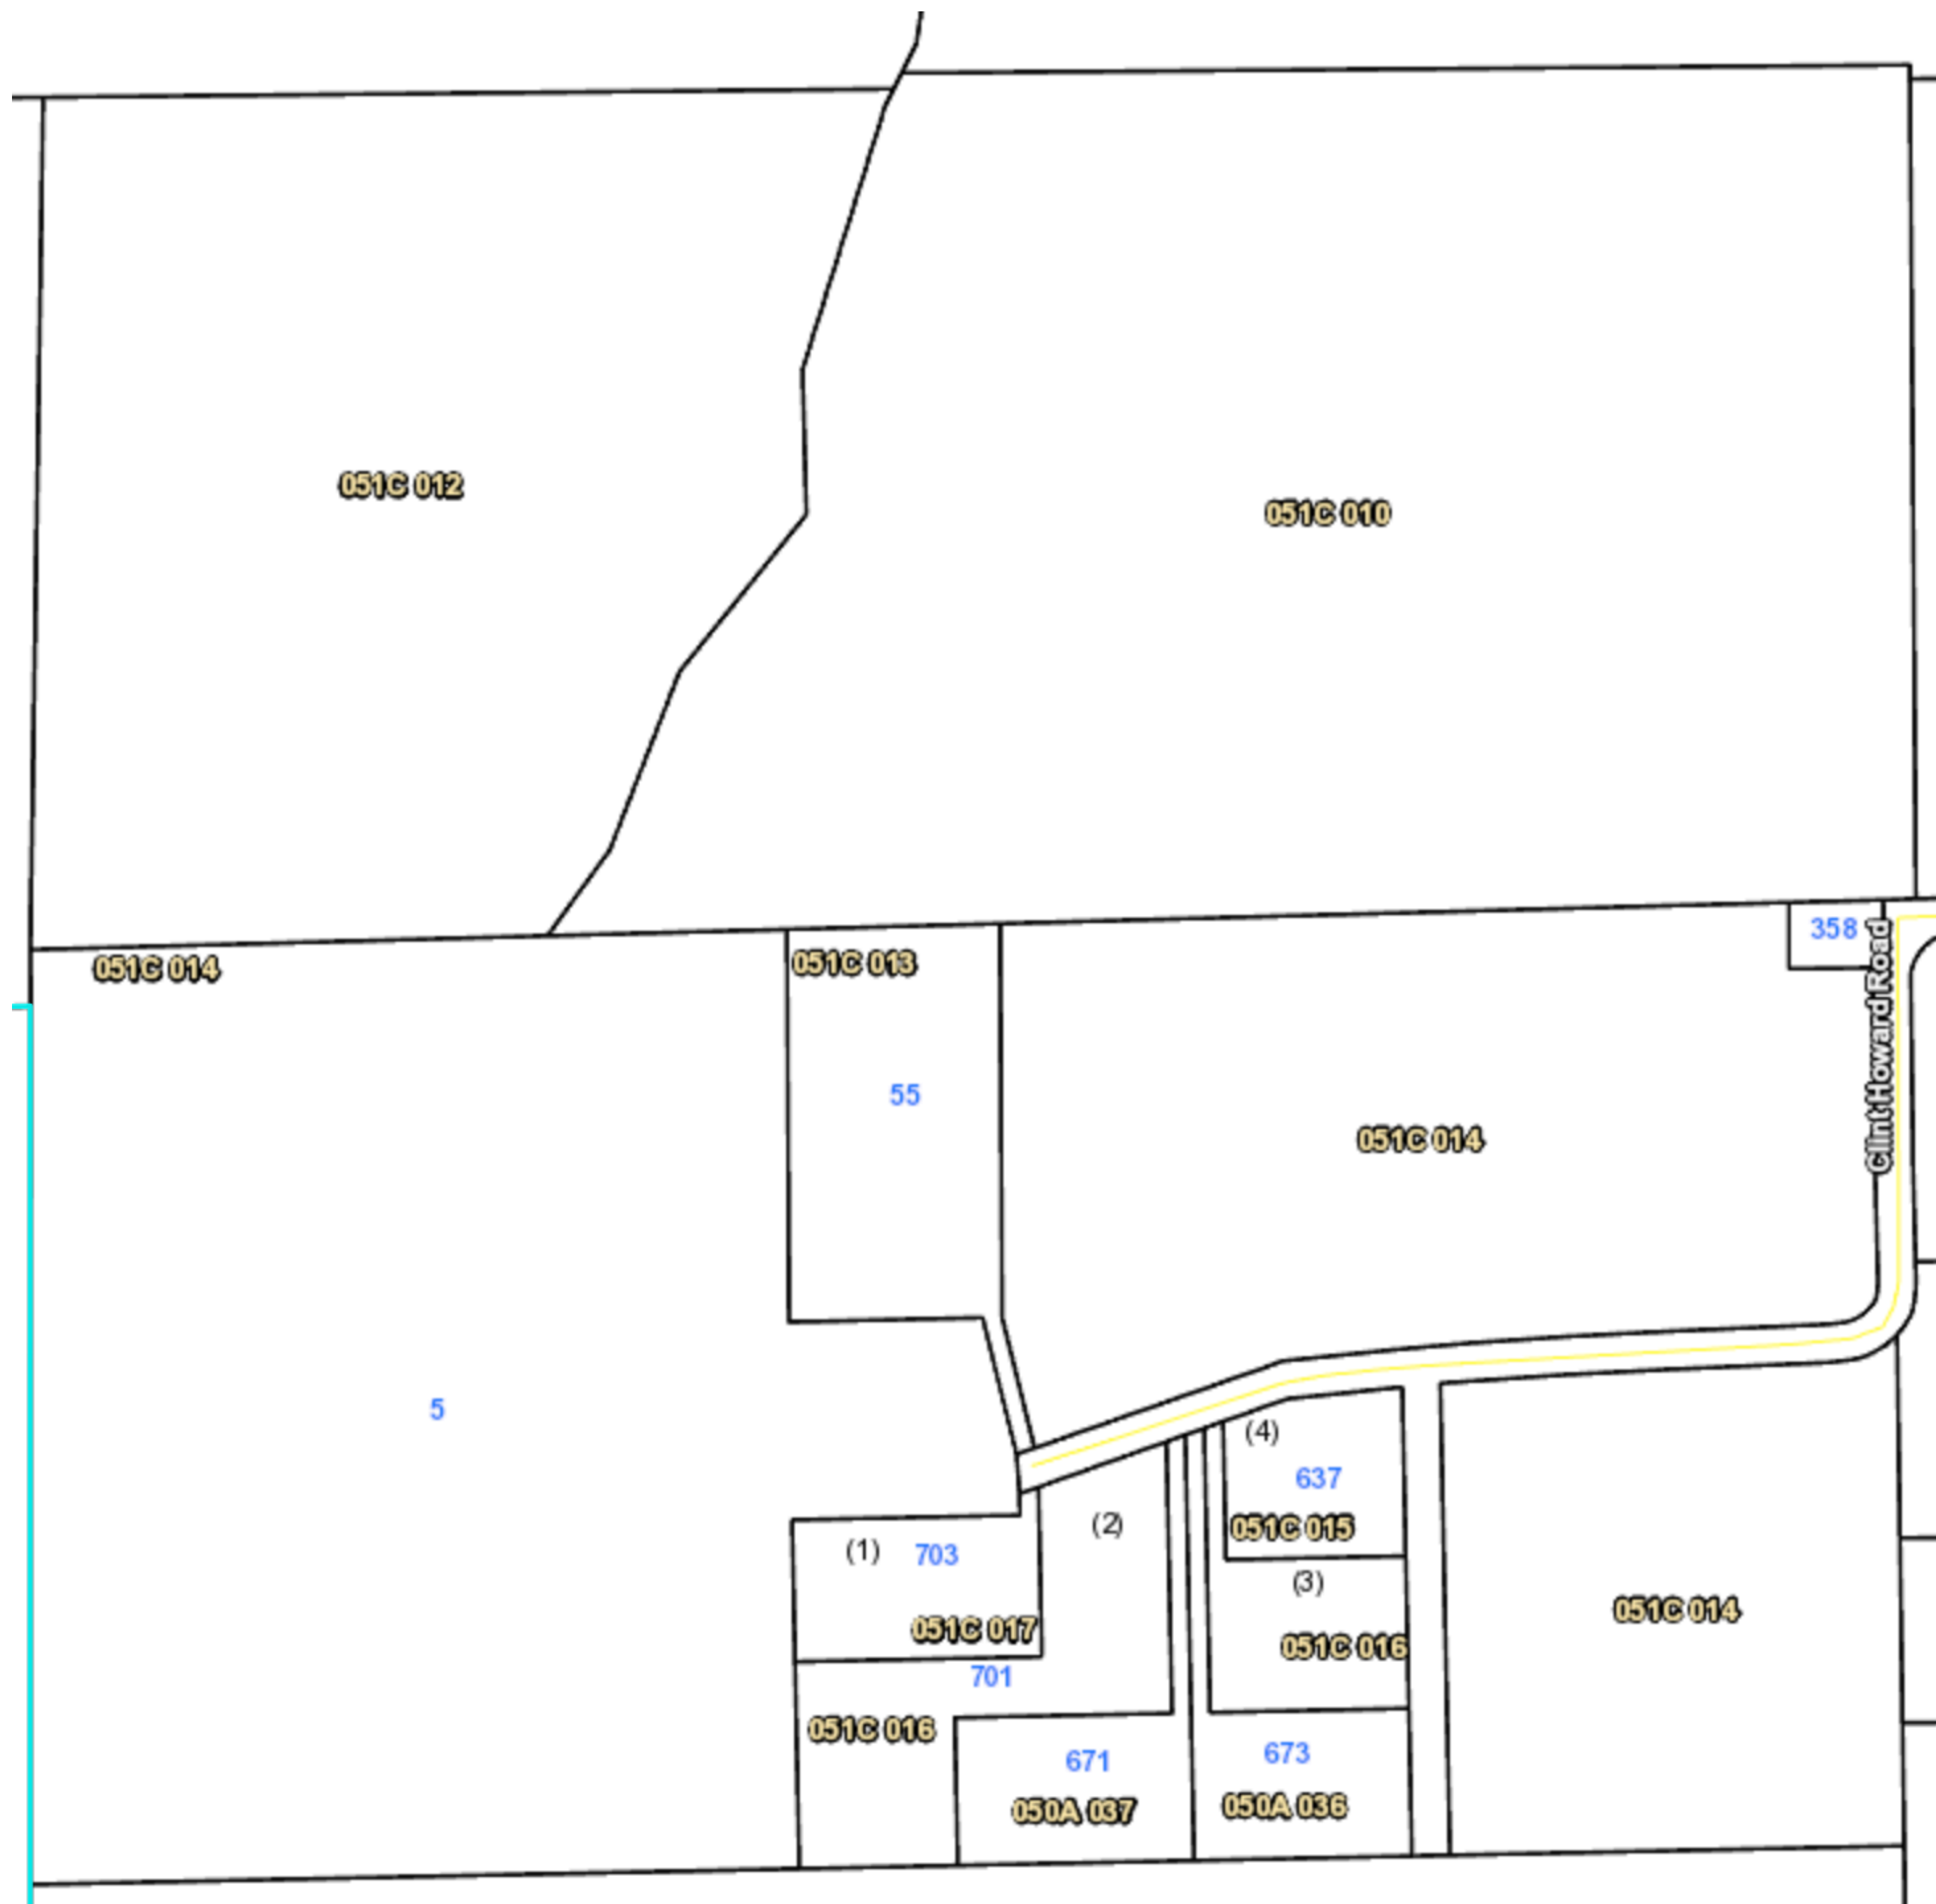 051C 012
051C 010
358
051C 014
051C 013
Clint Howard Road
55
051C 014
5
(4)
637
(2)
051C 015
(1) 703
(3)
051C 014
051C 017
051C 016
701
051C 016
671
673
050A 037
050A 036